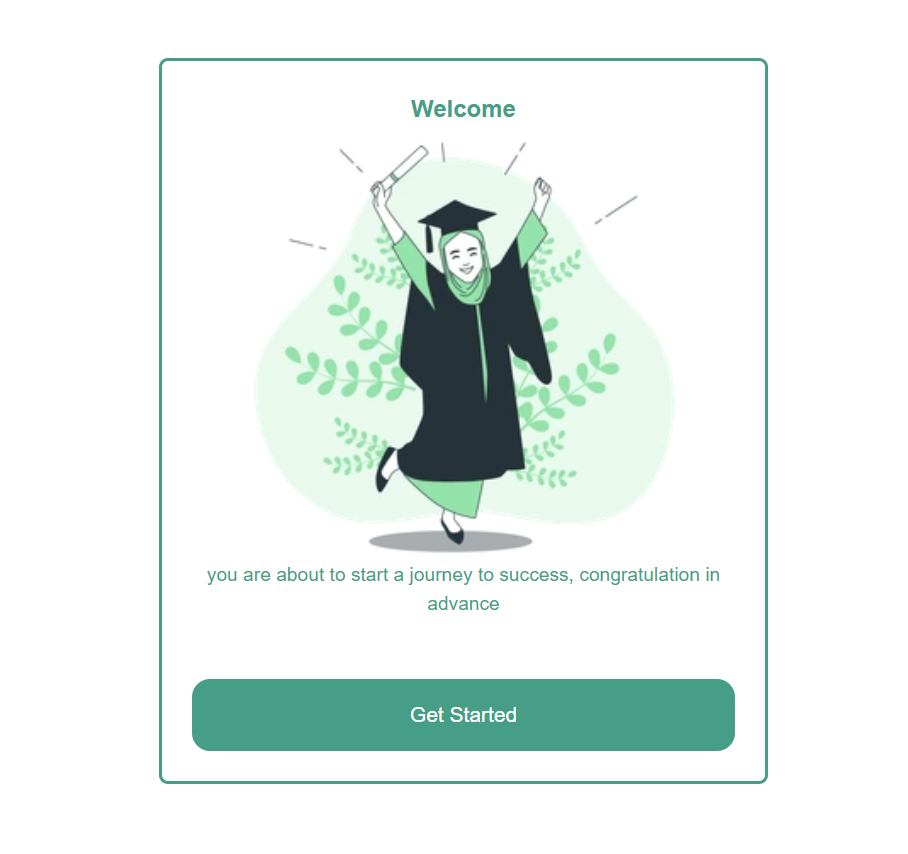 Welcome
you are about to start a journey to success, congratulation in
advance
Get Started